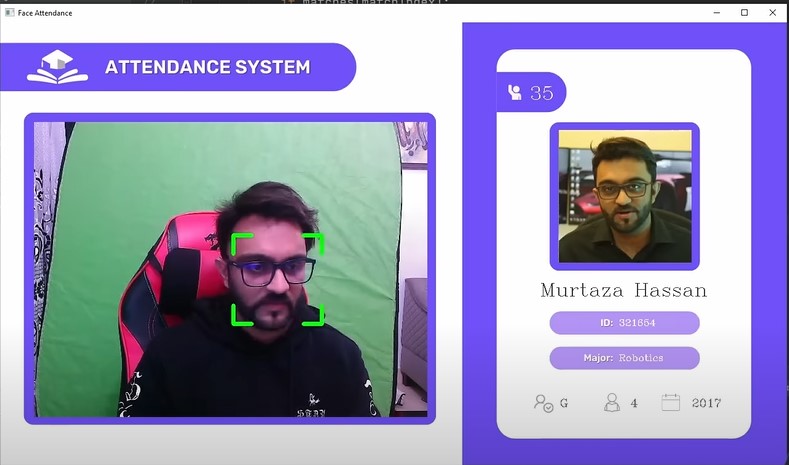 Face Attendance
ATTENDANCE SYSTEM
35
Murtaza Hassan
ID: 321654
Major: Robotics
G 4 2017